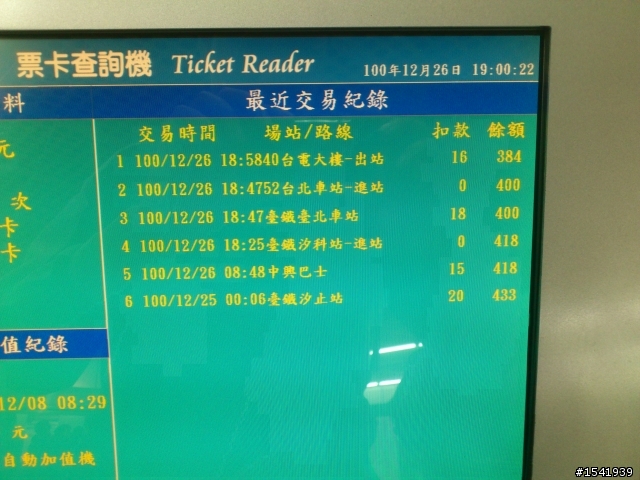 票卡查詢機 Ticket Reader 100年12月26日 19:00:22
料 最近交易紀錄
元 交易時間 場站/路線 扣款 餘額
1 100/12/26 18:5840台電大樓-出站 16 384
次 2 100/12/26 18:4752台北車站-進站 0 400
卡 3 100/12/26 18:47臺鐵臺北車站 18 400
卡 4 100/12/26 18:25臺鐵汐科站-進站 0 418
5 100/12/26 08:48中興巴士 15 418
6 100/12/25 00:06臺鐵汐止站 20 433
值紀錄
12/08 08:29
元
自動加值機
#1541939